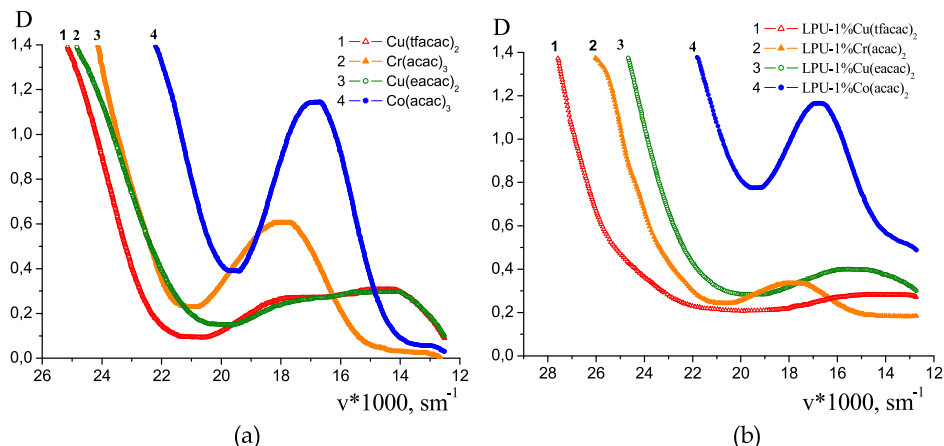 D
1 2 3 4
1,4
1,2
1,0
0,8
0,6
0,4
0,2
0,0
26 24 22 20 18 16 14 12
ν*1000, sm-1
1 Cu(tfacac)2
2 Cr(acac)3
3 Cu(eacac)2
4 Co(acac)3
(a)
D
1 2 3 4
1,4
1,2
1,0
0,8
0,6
0,4
0,2
0,0
28 26 24 22 20 18 16 14 12
ν*1000, sm-1
1 LPU-1%Cu(tfacac)2
2 LPU-1%Cr(acac)2
3 LPU-1%Cu(eacac)2
4 LPU-1%Co(acac)2
(b)